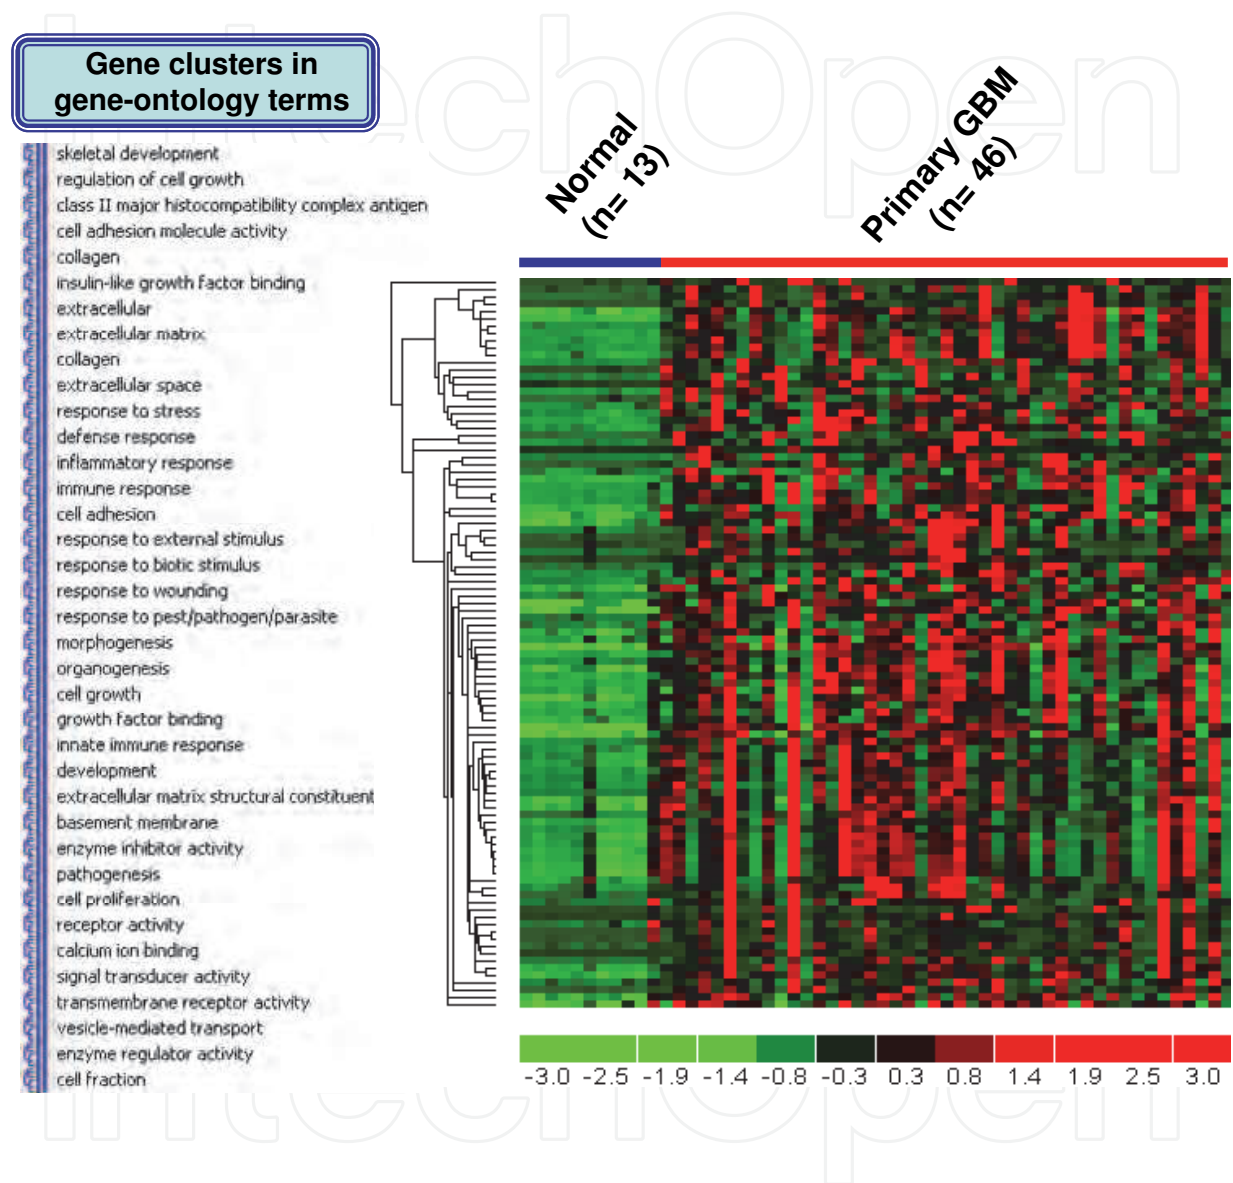 IntechOpen
Gene clusters in
gene-ontology terms
Normal
(n= 13)
Primary GBM
(n= 46)
skeletal development
regulation of cell growth
class II major histocompatibility complex antigen
cell adhesion molecule activity
collagen
insulin-like growth factor binding
extracellular
extracellular matrix
collagen
extracellular space
response to stress
defense response
inflammatory response
immune response
cell adhesion
response to external stimulus
response to biotic stimulus
response to wounding
response to pest/pathogen/parasite
morphogenesis
organogenesis
cell growth
growth factor binding
innate immune response
development
extracellular matrix structural constituent
basement membrane
enzyme inhibitor activity
pathogenesis
cell proliferation
receptor activity
calcium ion binding
signal transducer activity
transmembrane receptor activity
vesicle-mediated transport
enzyme regulator activity
cell fraction
-3.0 -2.5 -1.9 -1.4 -0.8 -0.3 0.3 0.8 1.4 1.9 2.5 3.0
IntechOpen